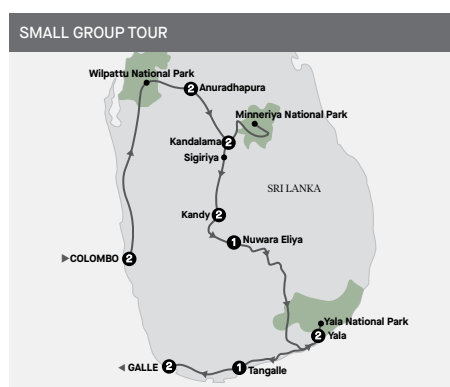 SMALL GROUP TOUR
Wilpattu National Park
2 Anuradhapura
Minneriya National Park
Kandalama 2
Sigiriya
SRI LANKA
Kandy 2
1 Nuwara Eliya
COLOMBO 2
Yala National Park
2 Yala
GALLE 2
1 Tangalle